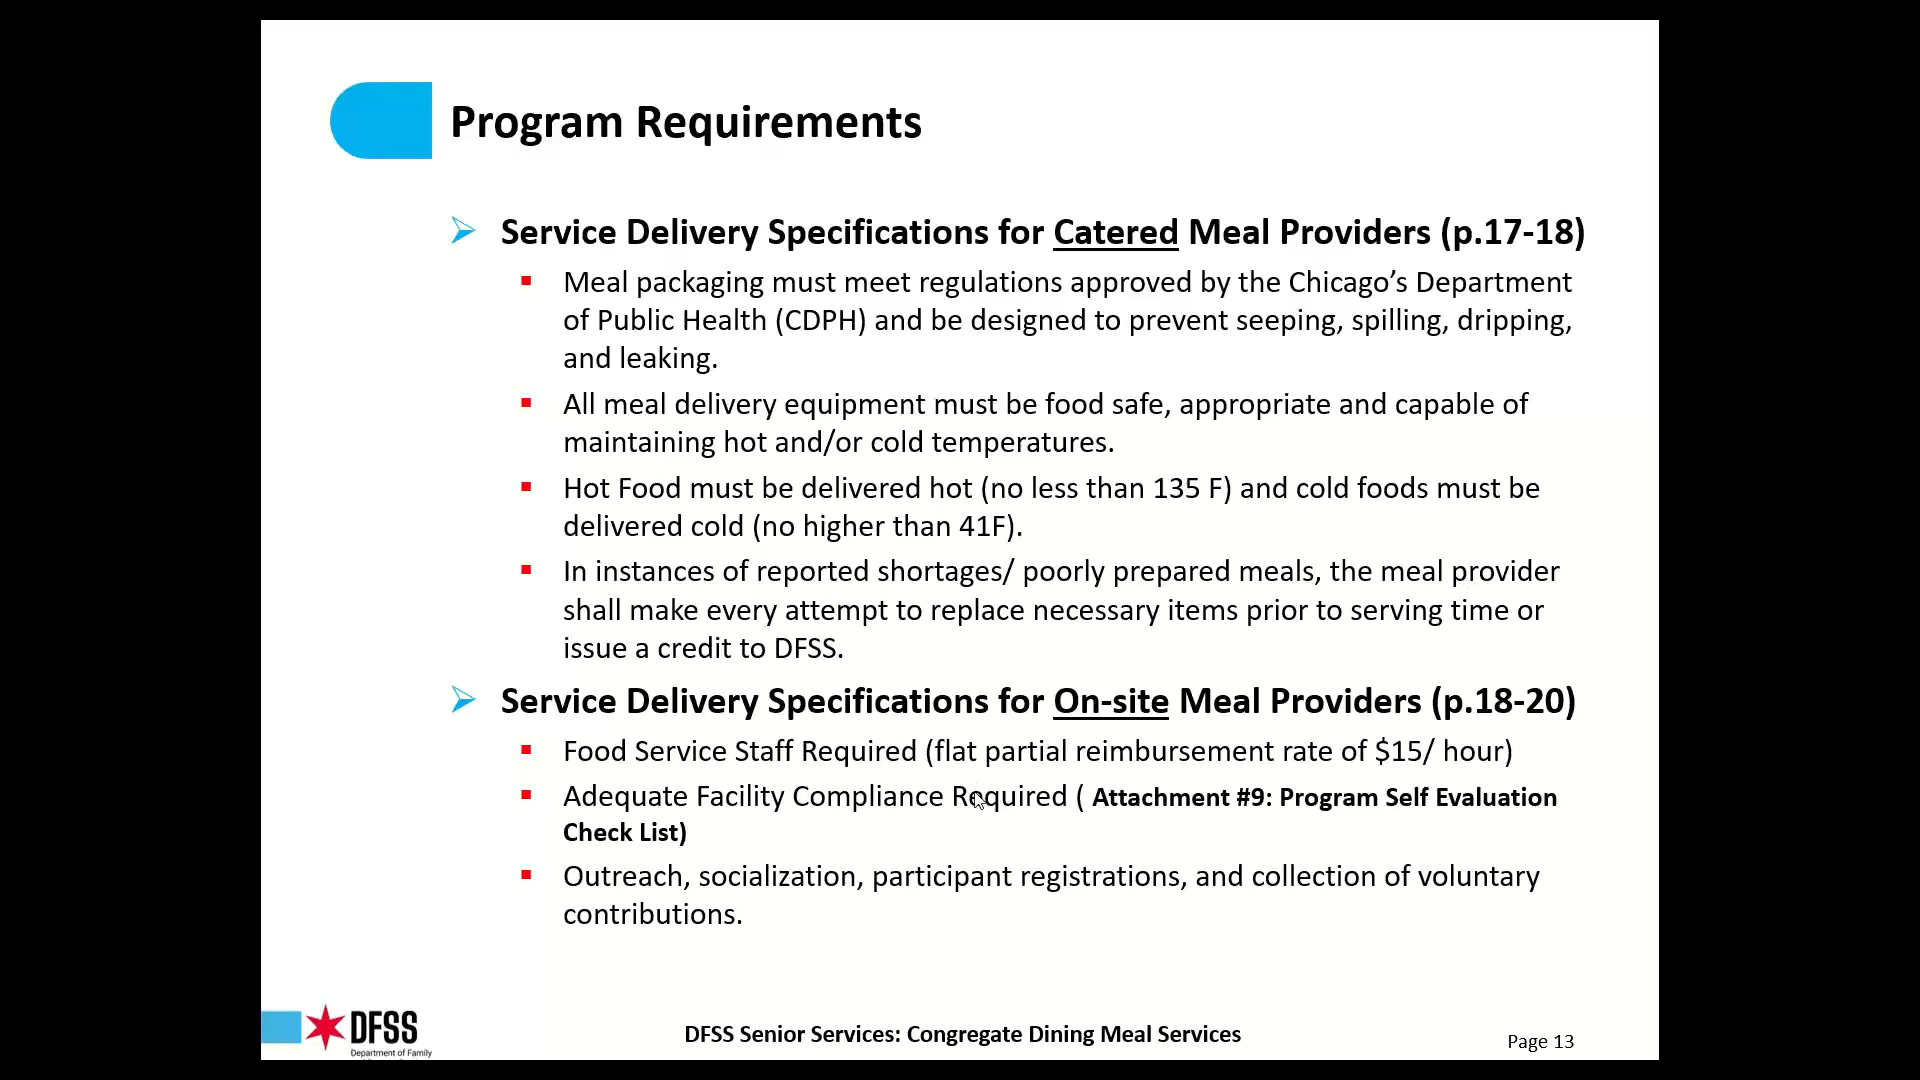 Program Requirements
Service Delivery Specifications for Catered Meal Providers (p.17-18)
Meal packaging must meet regulations approved by the Chicago’s Department
of Public Health (CDPH) and be designed to prevent seeping, spilling, dripping,
and leaking.
All meal delivery equipment must be food safe, appropriate and capable of
maintaining hot and/or cold temperatures.
Hot Food must be delivered hot (no less than 135 F) and cold foods must be
delivered cold (no higher than 41F).
In instances of reported shortages/ poorly prepared meals, the meal provider
shall make every attempt to replace necessary items prior to serving time or
issue a credit to DFSS.
Service Delivery Specifications for On-site Meal Providers (p.18-20)
Food Service Staff Required (flat partial reimbursement rate of $15/ hour)
Adequate Facility Compliance Required ( Attachment #9: Program Self Evaluation
Check List)
Outreach, socialization, participant registrations, and collection of voluntary
contributions.
DFSS
Department of Family
DFSS Senior Services: Congregate Dining Meal Services
Page 13